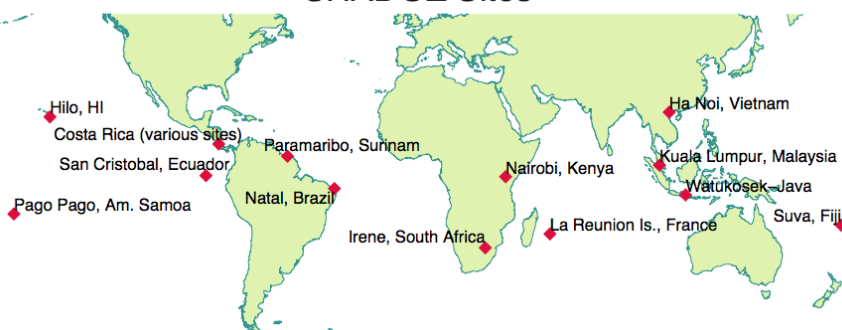 Hilo, HI
Ha Noi, Vietnam
Costa Rica (various sites)
Paramaribo, Surinam
San Cristobal, Ecuador
Kuala Lumpur, Malaysia
Nairobi, Kenya
Natal, Brazil
Watukosek–Java
Pago Pago, Am. Samoa
Suva, Fiji
La Reunion Is., France
Irene, South Africa